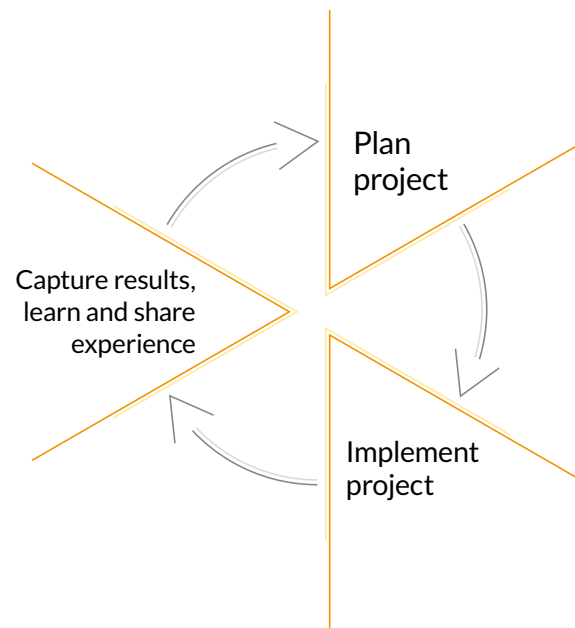 Plan
project
Capture results,
learn and share
experience
Implement
project